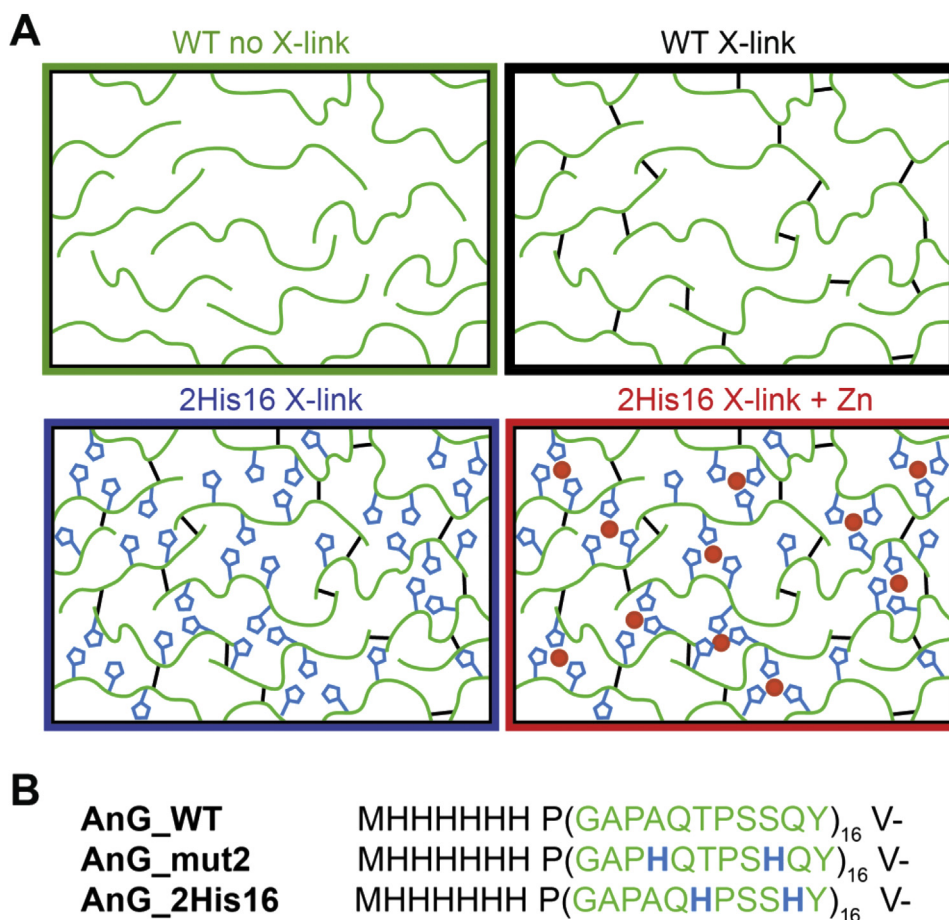 A
WT no X-link
WT X-link
2His16 X-link
2His16 X-link + Zn
B
AnG_WT MHHHHHH P(GAPAQTPSSQY)16 V-
AnG_mut2 MHHHHHH P(GAPHQTPSHQY)16 V-
AnG_2His16 MHHHHHH P(GAPAQHPSSHY)16 V-